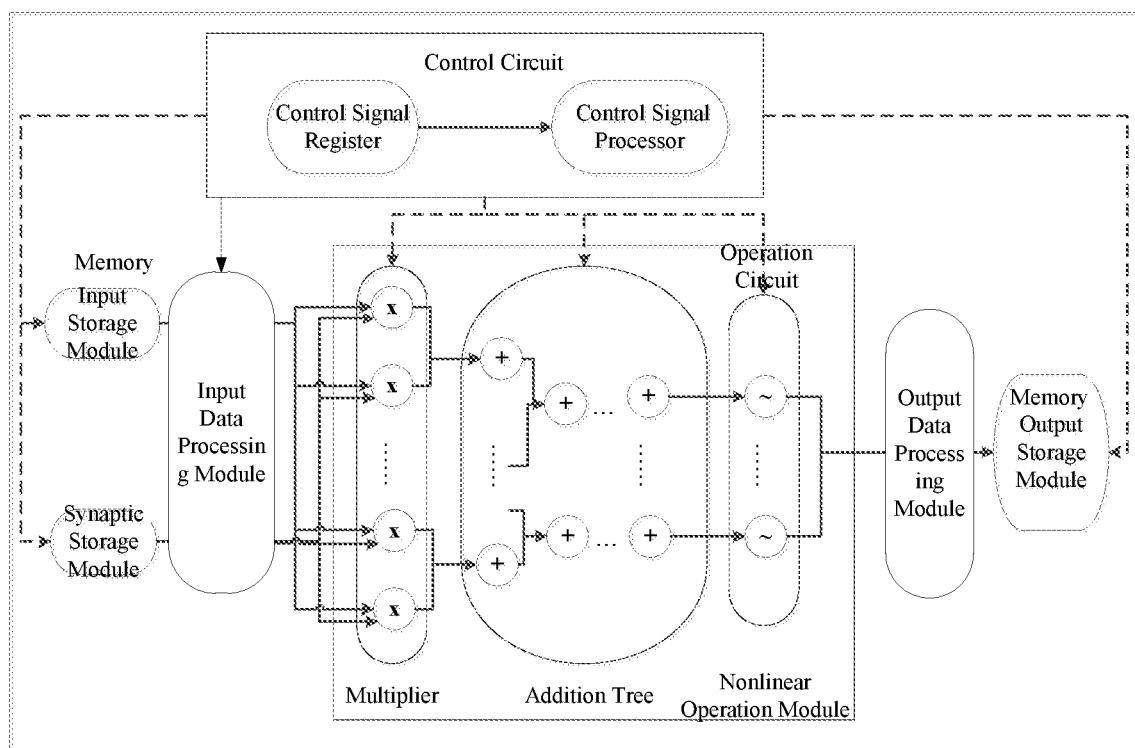 Control Circuit
Control Signal
Register
Control Signal
Processor
Memory
Input
Storage
Module
Synaptic
Storage
Module
Input
Data
Processin
g Module
x
x
x
x
+
+
...
+
+
+
...
+
Operation
Circuit
~
~
Output
Data
Process
ing
Module
Memory
Output
Storage
Module
Multiplier
Addition Tree
Nonlinear
Operation Module